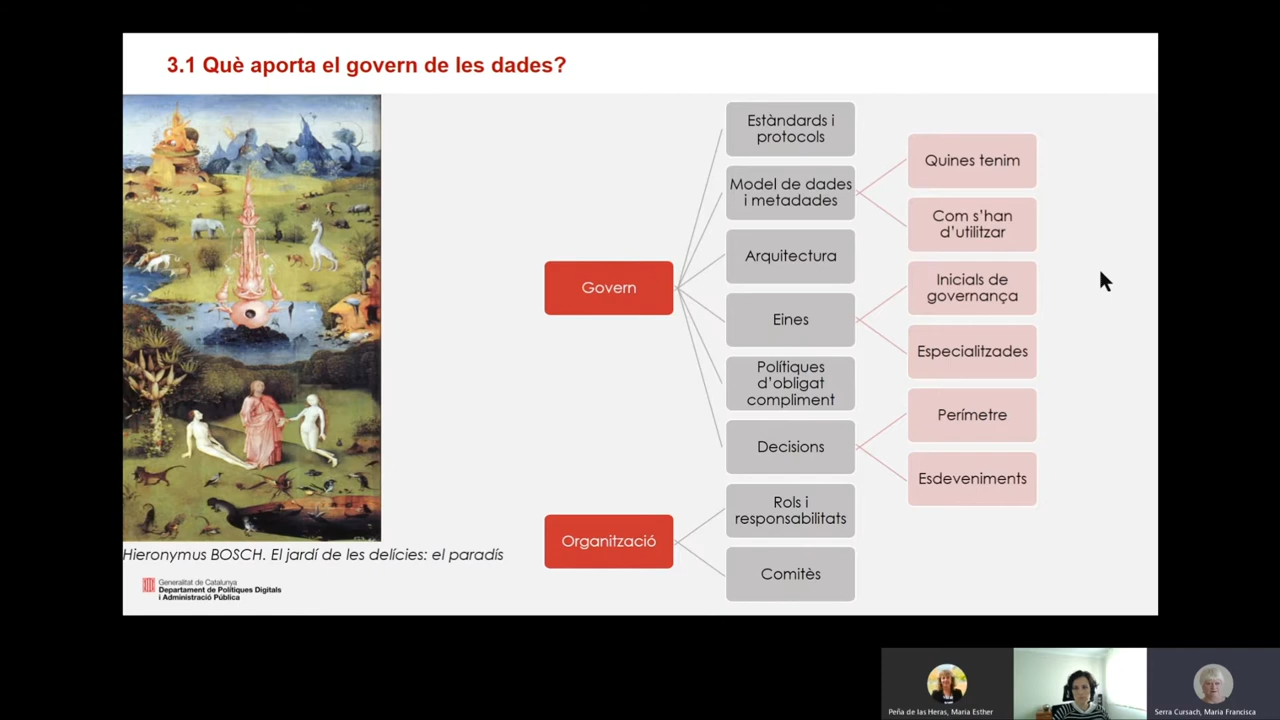 3.1 Què aporta el govern de les dades?
Estàndards i
protocols
Model de dades
i metadades
Quines tenim
Com s’han
d’utilitzar
Arquitectura
Govern
Inicials de
governança
Eines
Especialitzades
Polítiques
d’obligat
compliment
Perímetre
Decisions
Esdeveniments
Rols i
responsabilitats
Organització
Comitès
Hieronymus BOSCH. El jardí de les delícies: el paradís
Generalitat de Catalunya
Departament de Polítiques Digitals
i Administració Pública
Peña de las Heras, Maria Esther
Serra Cursach, Maria Francisca